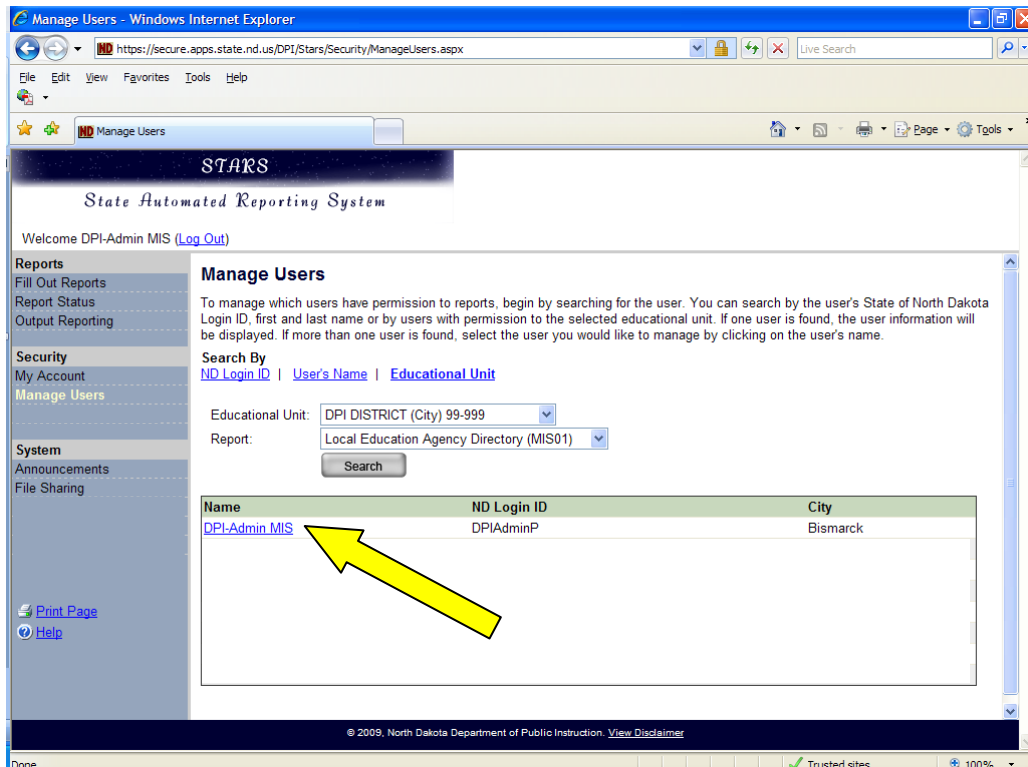 Manage Users - Windows Internet Explorer
ND https://secure.apps.state.nd.us/DPI/Stars/Security/ManageUsers.aspx
Live Search
File Edit View Favorites Tools Help
ND Manage Users
Page Tools
STARS
State Automated Reporting System
Welcome DPI-Admin MIS (Log Out)
Reports
Fill Out Reports
Report Status
Output Reporting
Security
My Account
Manage Users
System
Announcements
File Sharing
Print Page
Help
Manage Users
To manage which users have permission to reports, begin by searching for the user. You can search by the user's State of North Dakota
Login ID, first and last name or by users with permission to the selected educational unit. If one user is found, the user information will
be displayed. If more than one user is found, select the user you would like to manage by clicking on the user's name.
Search By
ND Login ID | User's Name | Educational Unit
Educational Unit: DPI DISTRICT (City) 99-999
Report: Local Education Agency Directory (MIS01)
Search
Name ND Login ID City
DPI-Admin MIS DPIAdminP Bismarck
© 2009, North Dakota Department of Public Instruction. View Disclaimer
Done Trusted sites 100%